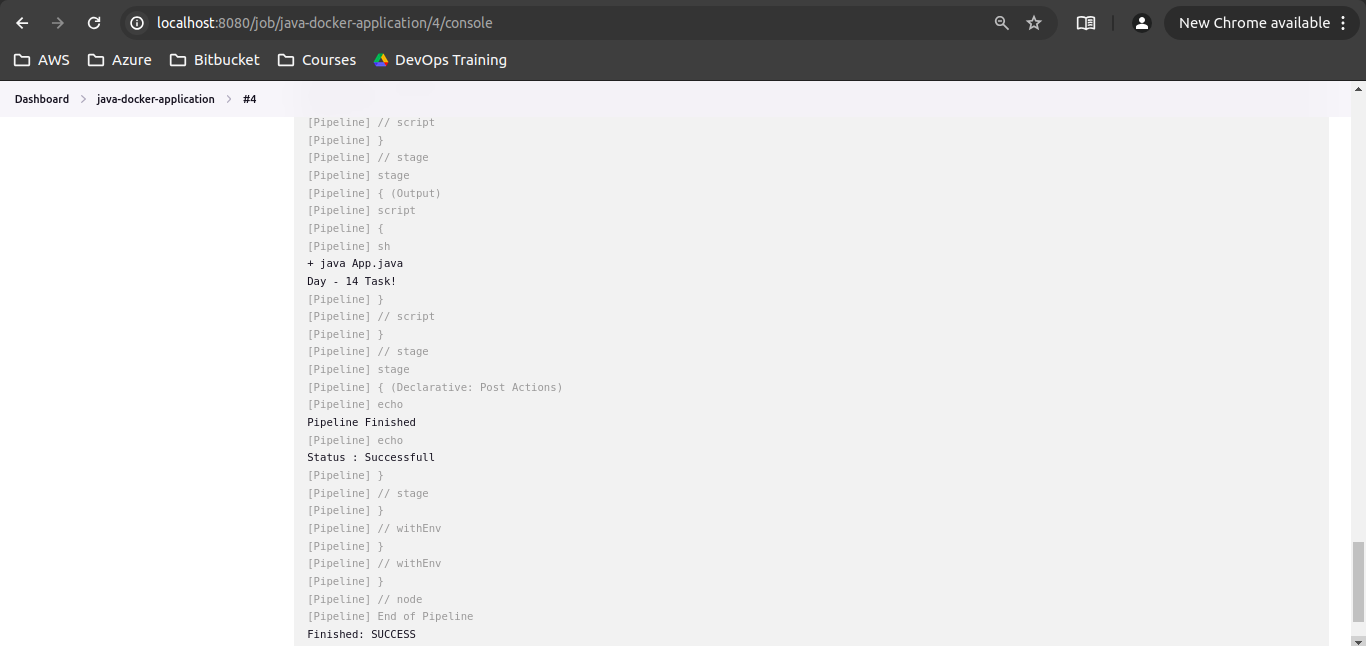 localhost:8080/job/java-docker-application/4/console
New Chrome available
AWS Azure Bitbucket Courses DevOps Training
Dashboard java-docker-application #4
[Pipeline] // script
[Pipeline] }
[Pipeline] // stage
[Pipeline] stage
[Pipeline] { (Output)
[Pipeline] script
[Pipeline] {
[Pipeline] sh
+ java App.java
Day - 14 Task!
[Pipeline] }
[Pipeline] // script
[Pipeline] }
[Pipeline] // stage
[Pipeline] stage
[Pipeline] { (Declarative: Post Actions)
[Pipeline] echo
Pipeline Finished
[Pipeline] echo
Status : Successfull
[Pipeline] }
[Pipeline] // stage
[Pipeline] }
[Pipeline] // withEnv
[Pipeline] }
[Pipeline] // withEnv
[Pipeline] }
[Pipeline] // node
[Pipeline] End of Pipeline
Finished: SUCCESS